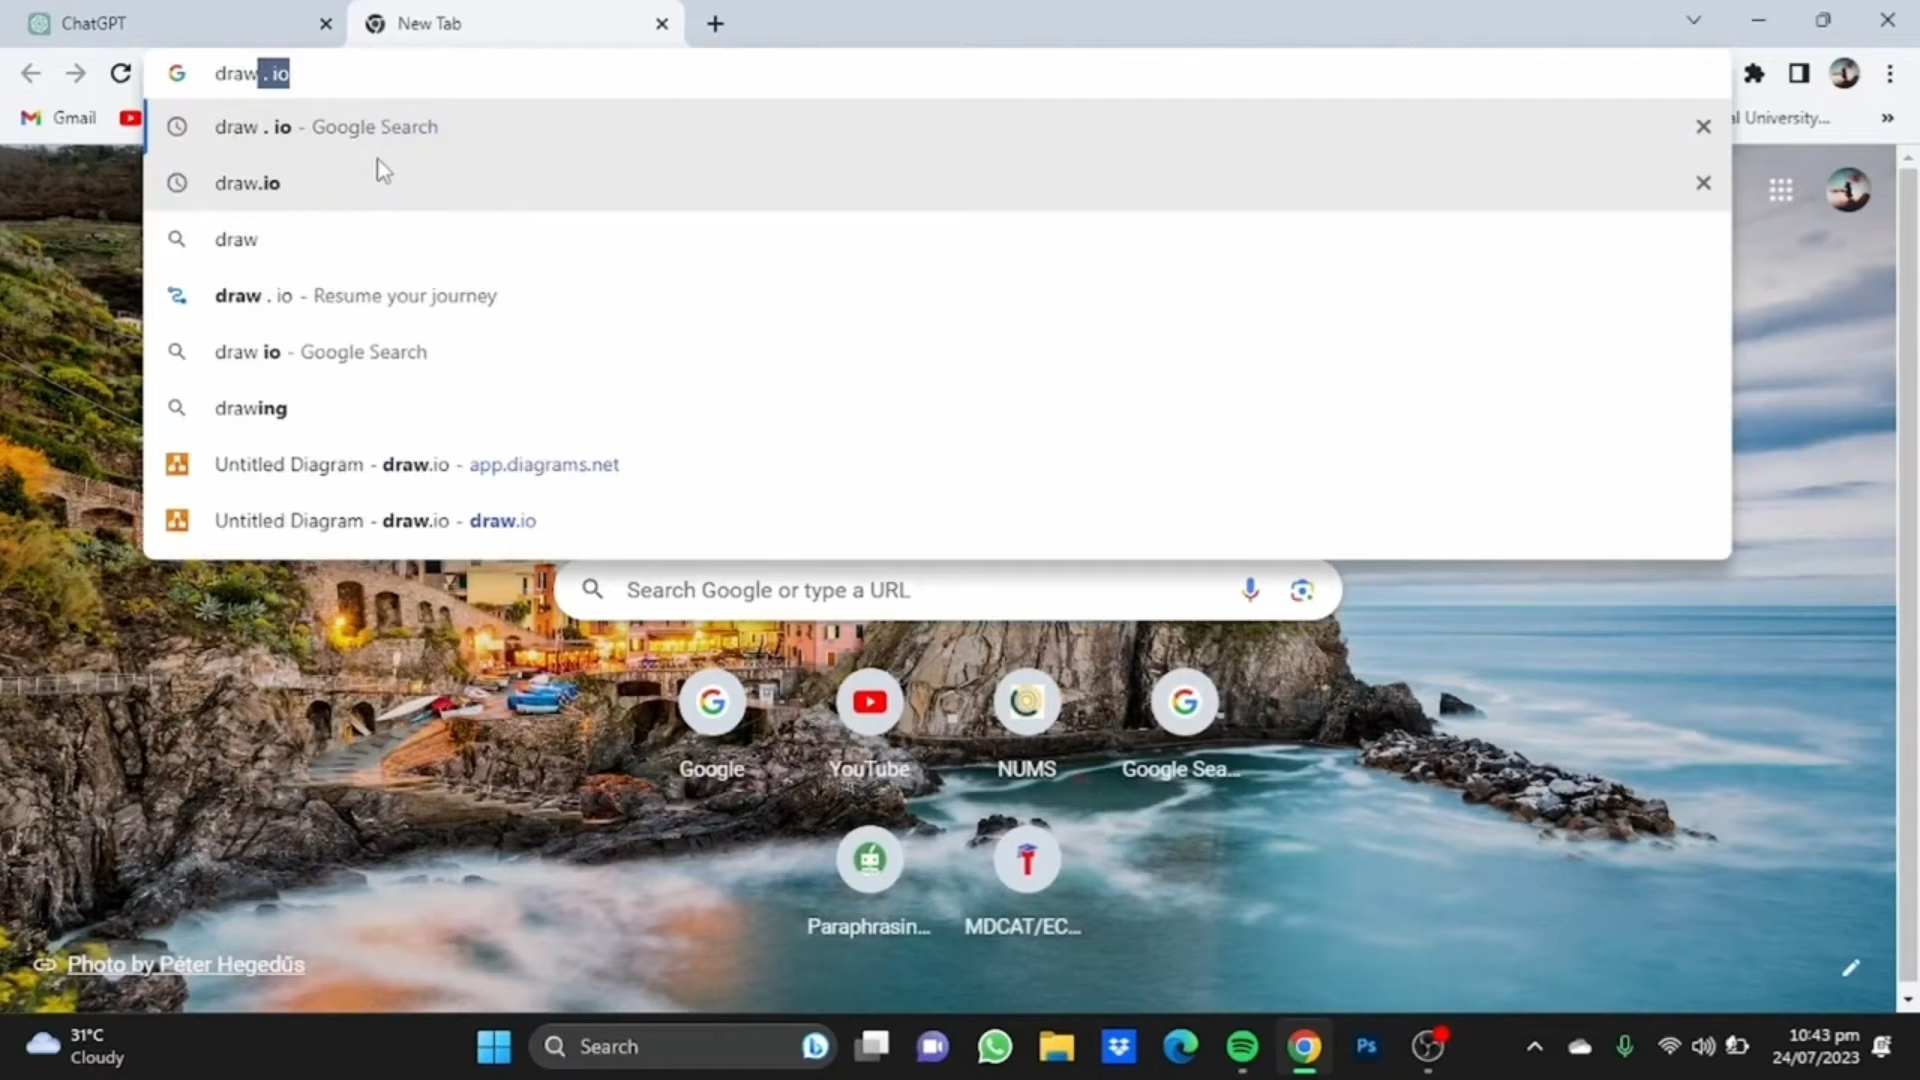 ChatGPT
New Tab
draw . io
Gmail
al University...
»
draw . io - Google Search
draw.io
draw
draw . io - Resume your journey
draw io - Google Search
drawing
Untitled Diagram - draw.io - app.diagrams.net
Untitled Diagram - draw.io - draw.io
Search Google or type a URL
Google
YouTube
NUMS
Google Sea...
Paraphrasin...
MDCAT/EC...
Photo by Péter Hegedűs
31°C
Cloudy
Search
Ps
10:43 pm
24/07/2023